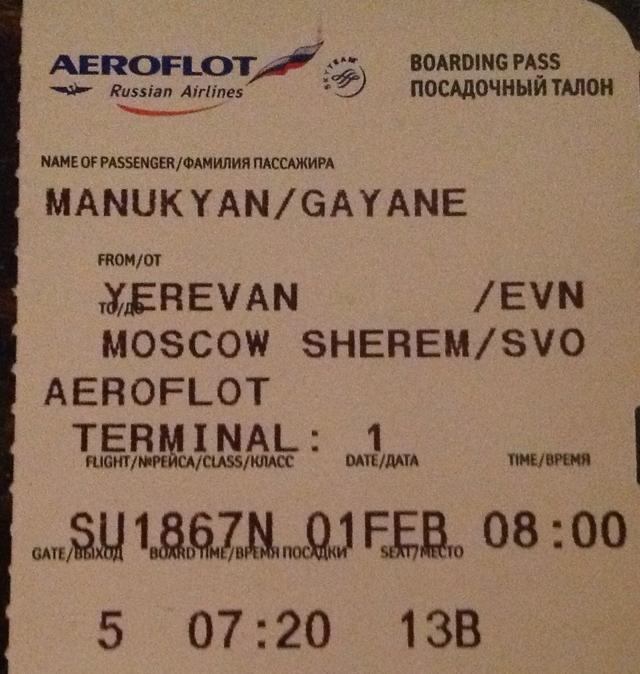 AEROFLOT
Russian Airlines
SKYTEAM
BOARDING PASS
ПОСАДОЧНЫЙ ТАЛОН
NAME OF PASSENGER/ФАМИЛИЯ ПАССАЖИРА
MANUKYAN/GAYANE
FROM/ОТ
YEREVAN /EVN
TO/ДО
MOSCOW SHEREM/SVO
AEROFLOT
TERMINAL: 1
FLIGHT/№РЕЙСА/CLASS/КЛАСС DATE/ДАТА TIME/ВРЕМЯ
SU1867N 01FEB 08:00
GATE/ВЫХОД BOARD TIME/ВРЕМЯ ПОСАДКИ SEAT/МЕСТО
5 07:20 13B